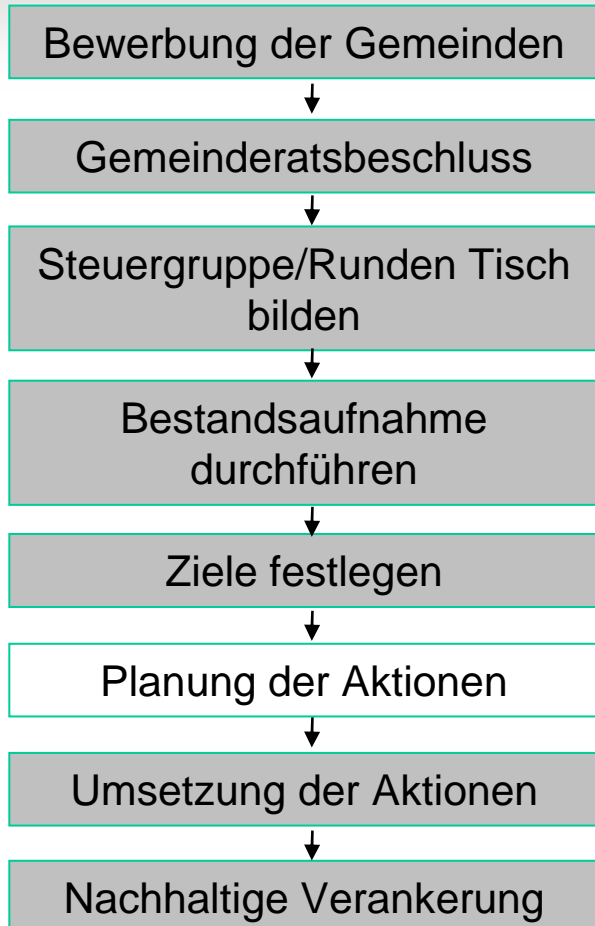 Bewerbung der Gemeinden
Gemeinderatsbeschluss
Steuergruppe/Runden Tisch
bilden
Bestandsaufnahme
durchführen
Ziele festlegen
Planung der Aktionen
Umsetzung der Aktionen
Nachhaltige Verankerung